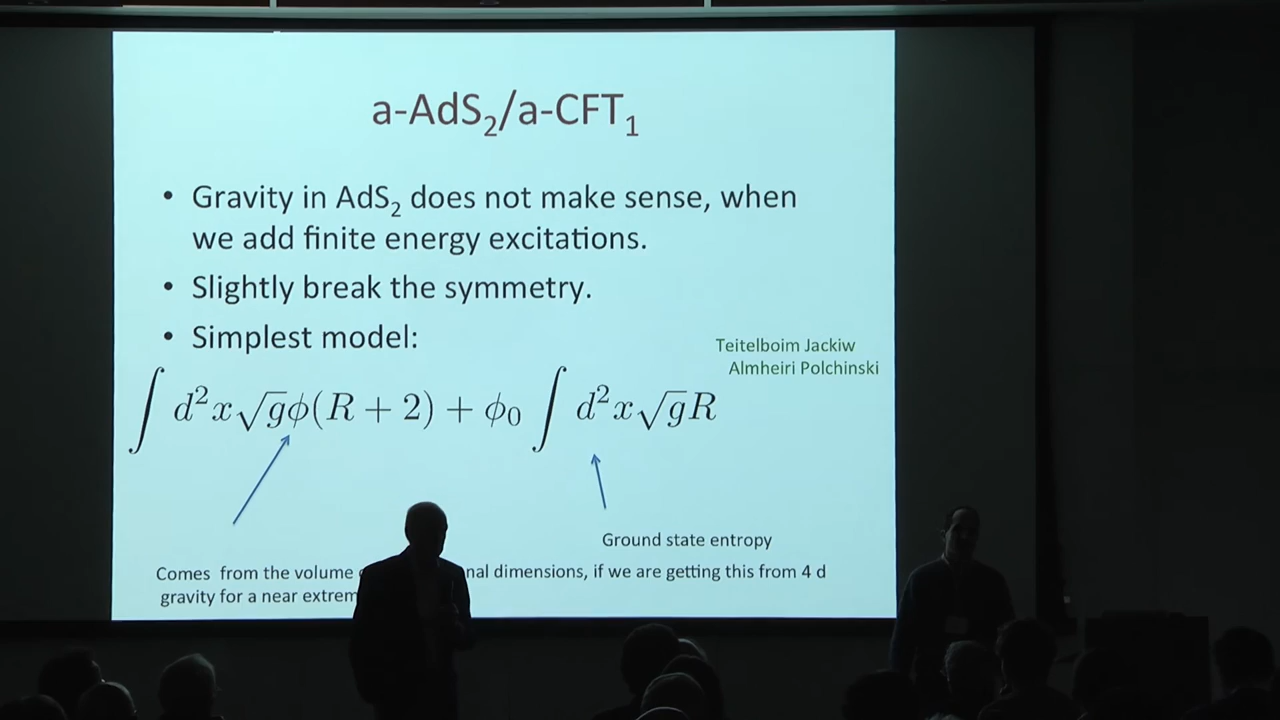 a-AdS₂/a-CFT₁
• Gravity in AdS₂ does not make sense, when
we add finite energy excitations.
• Slightly break the symmetry.
• Simplest model:
Teitelboim Jackiw
Almheiri Polchinski
∫ d²x√gϕ(R + 2) + ϕ₀ ∫ d²x√gR
Ground state entropy
Comes from the volume dimensions, if we are getting this from 4 d
gravity for a near